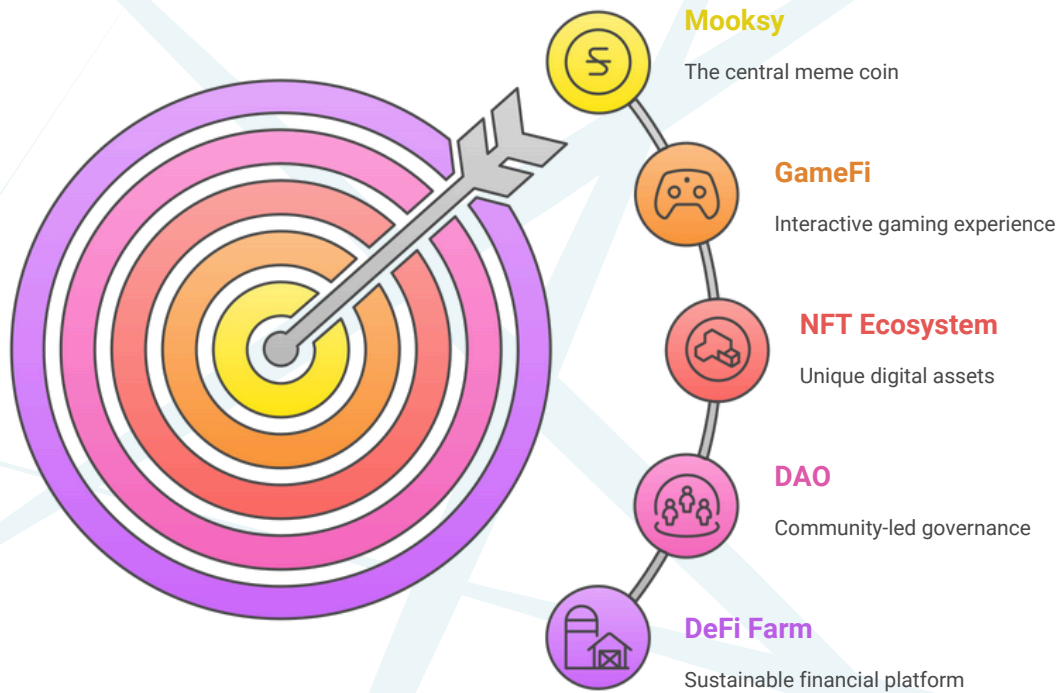 Mooksy
The central meme coin
GameFi
Interactive gaming experience
NFT Ecosystem
Unique digital assets
DAO
Community-led governance
DeFi Farm
Sustainable financial platform